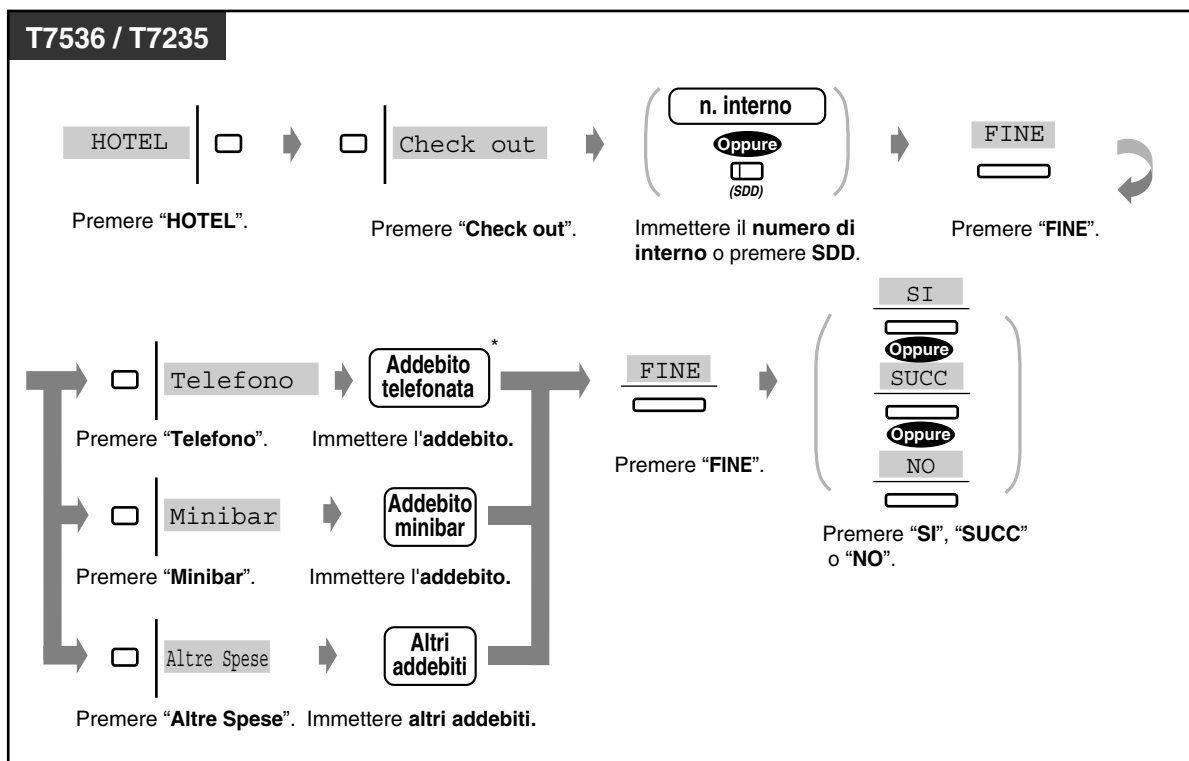 T7536 / T7235
HOTEL
Check out
n. interno
Oppure
(SDD)
FINE
Premere “HOTEL”.
Premere “Check out”.
Immettere il numero di
interno o premere SDD.
Premere “FINE”.
Telefono
Addebito
telefonata
*
FINE
SI
Oppure
SUCC
Oppure
NO
Premere “Telefono”.
Immettere l'addebito.
Premere “FINE”.
Premere “SI”, “SUCC”
o “NO”.
Minibar
Addebito
minibar
Premere “Minibar”.
Immettere l'addebito.
Altre Spese
Altri
addebiti
Premere “Altre Spese”.
Immettere altri addebiti.